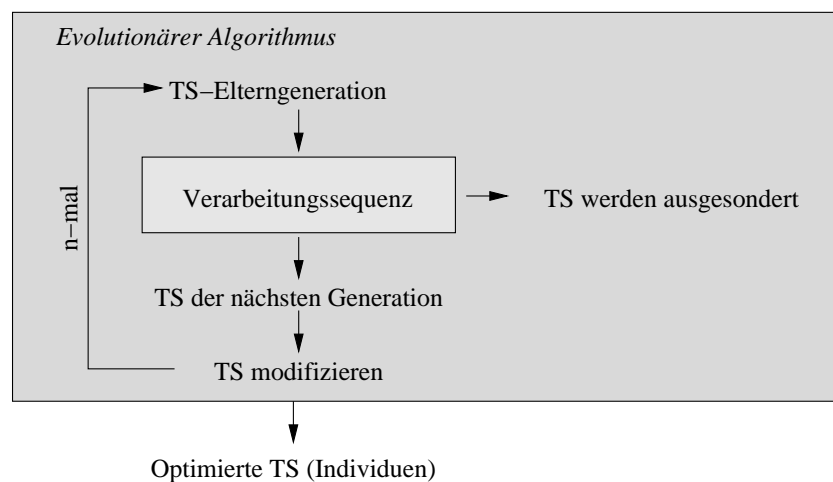 Evolutionärer Algorithmus
TS−Elterngeneration
Verarbeitungssequenz
TS werden ausgesondert
n−mal
TS der nächsten Generation
TS modifizieren
Optimierte TS (Individuen)